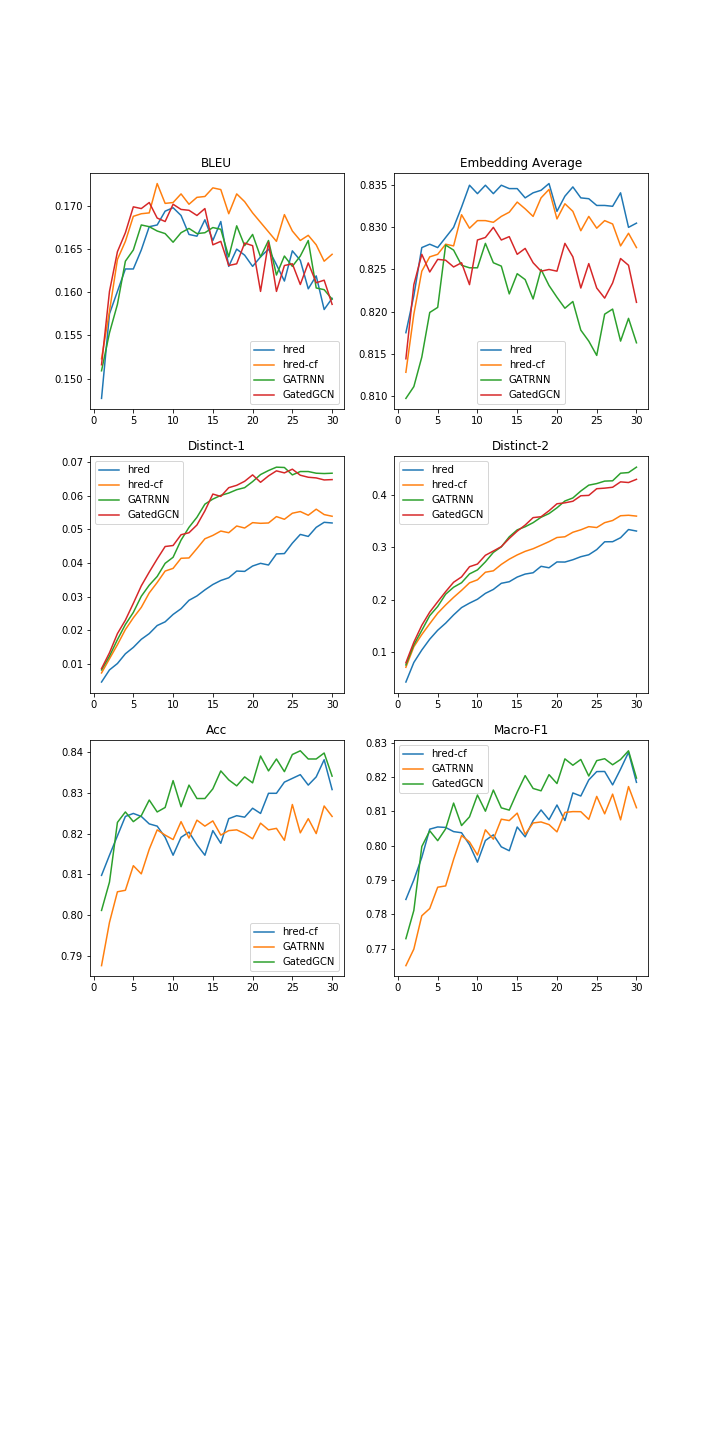 BLEU
0.170
0.165
0.160
0.155
0.150
hred
hred-cf
GATRNN
GatedGCN
0 5 10 15 20 25 30
Embedding Average
0.835
0.830
0.825
0.820
0.815
0.810
hred
hred-cf
GATRNN
GatedGCN
0 5 10 15 20 25 30
Distinct-1
0.07
0.06
0.05
0.04
0.03
0.02
0.01
hred
hred-cf
GATRNN
GatedGCN
0 5 10 15 20 25 30
Distinct-2
0.4
0.3
0.2
0.1
hred
hred-cf
GATRNN
GatedGCN
0 5 10 15 20 25 30
Acc
0.84
0.83
0.82
0.81
0.80
0.79
hred-cf
GATRNN
GatedGCN
0 5 10 15 20 25 30
Macro-F1
0.83
0.82
0.81
0.80
0.79
0.78
0.77
hred-cf
GATRNN
GatedGCN
0 5 10 15 20 25 30